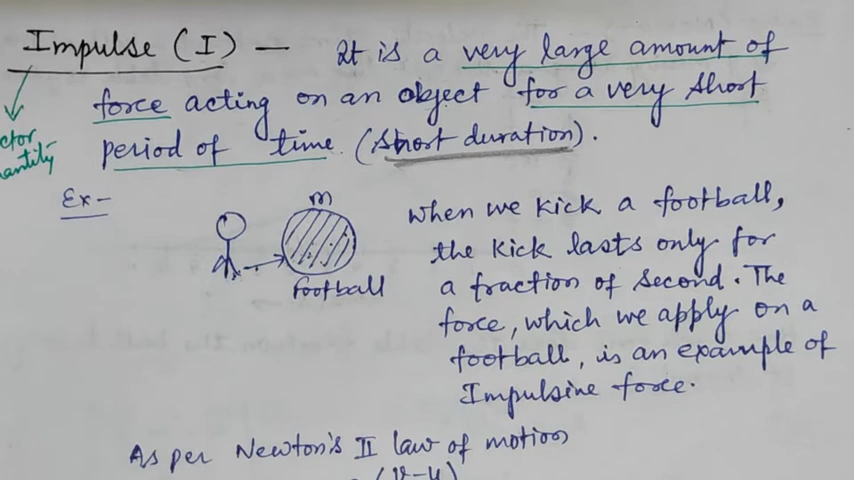 Impulse (I) — It is a very large amount of
force acting on an object for a very short
period of time (short duration).
ctor
antity
Ex-
m
Football
When we kick a football,
the kick lasts only for
a fraction of second. The
force, which we apply on a
football, is an example of
Impulsive force.
As per Newton's II law of motion
(v-u)